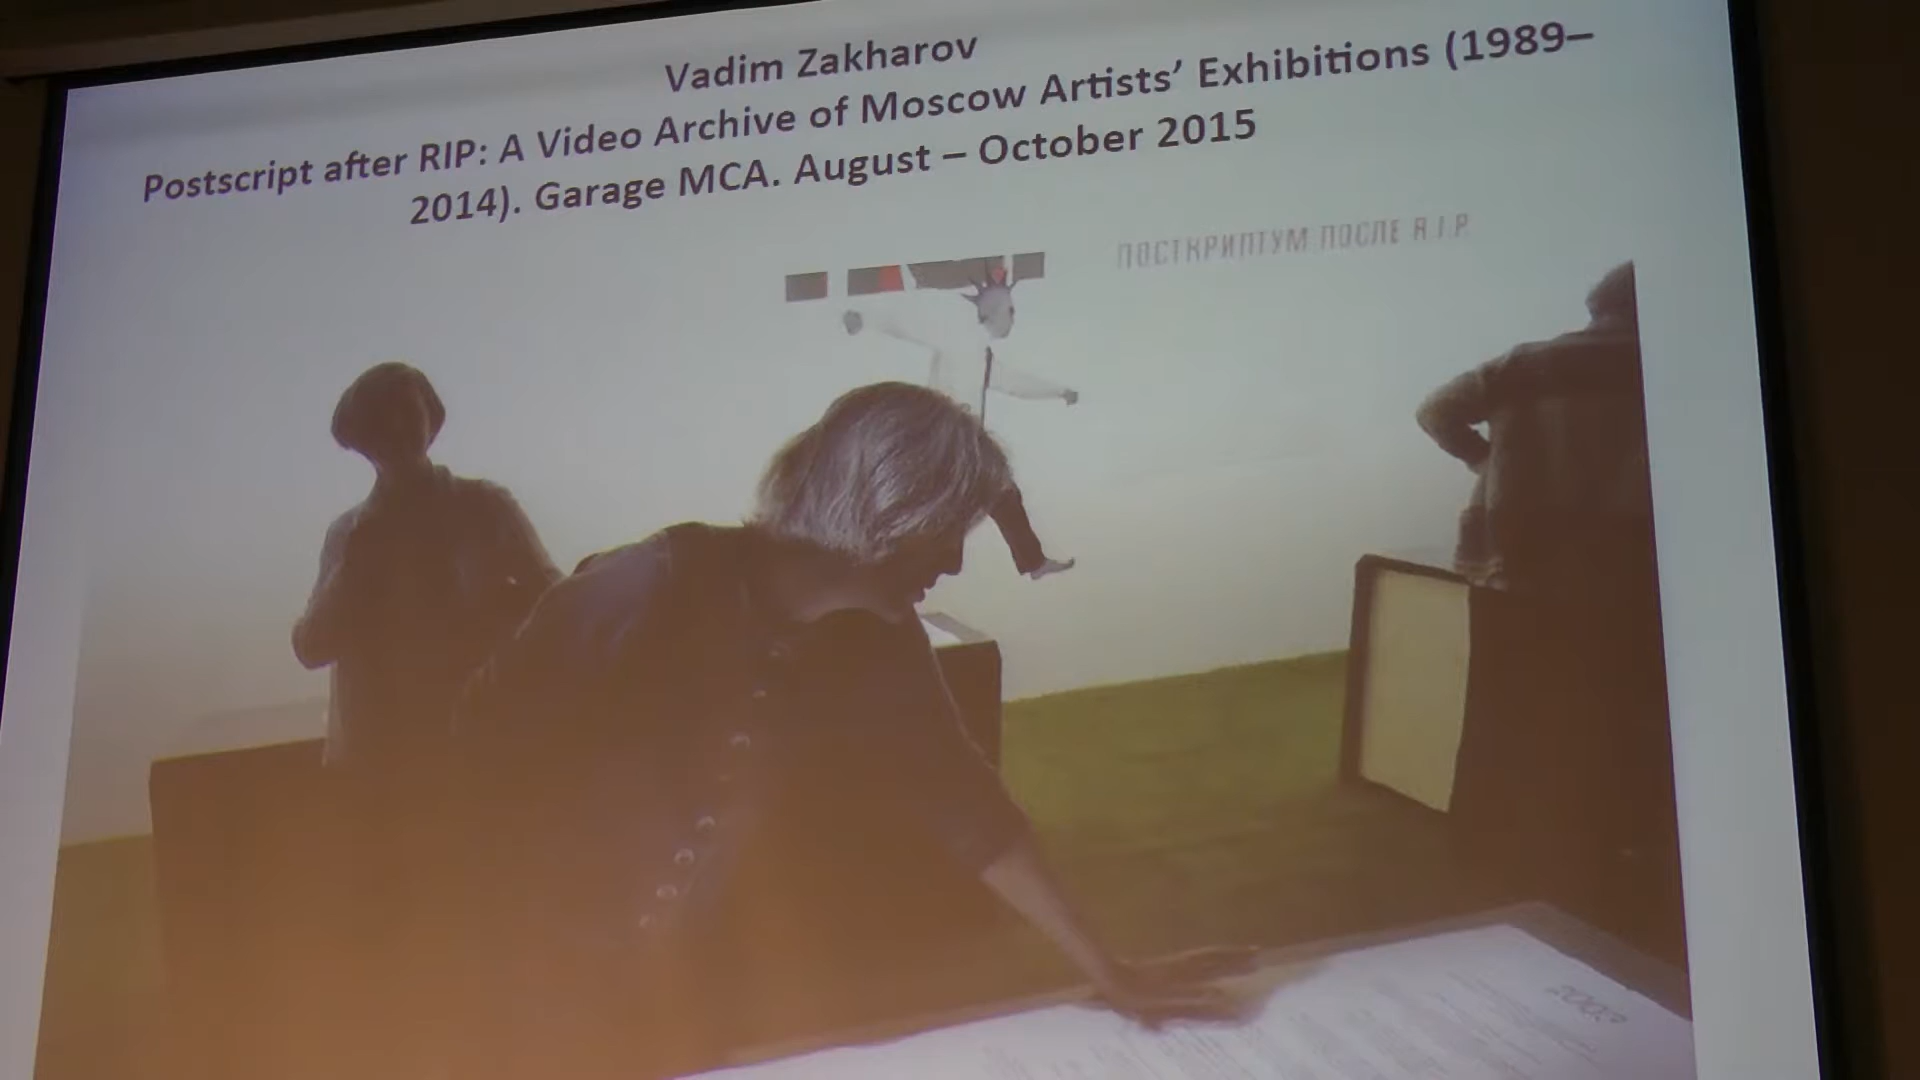 Vadim Zakharov
Postscript after RIP: A Video Archive of Moscow Artists’ Exhibitions (1989–
2014). Garage MCA. August – October 2015
ПОСТКРИПТУМ ПОСЛЕ R.I.P.